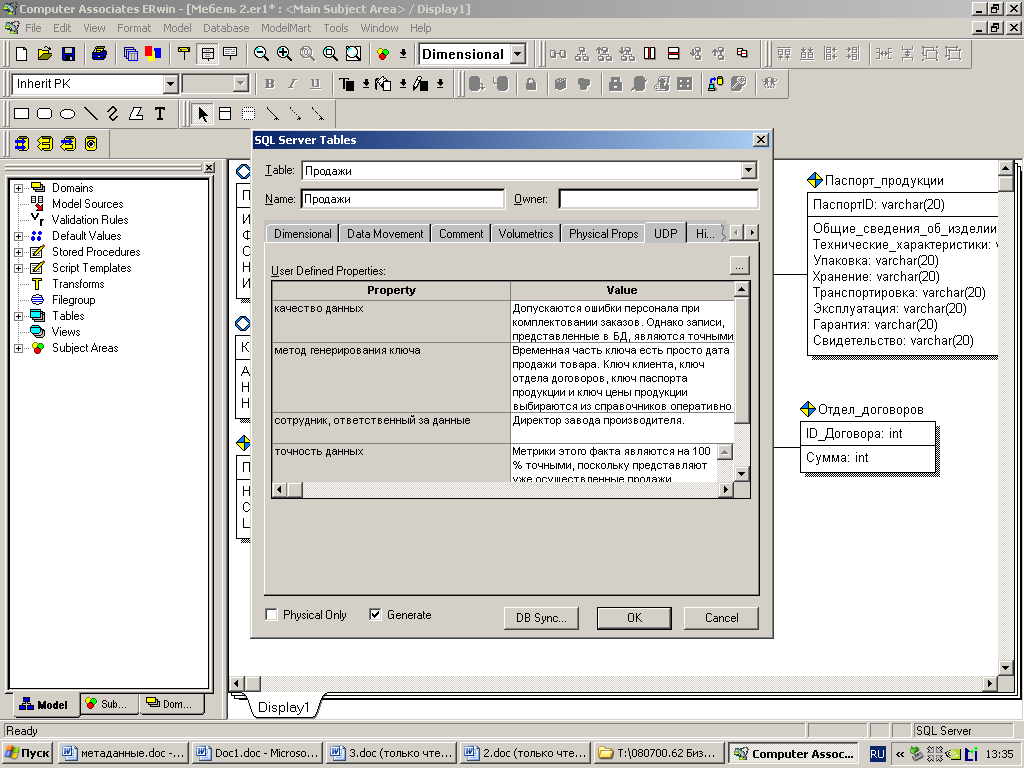 Computer Associates ERwin - [Мебель 2.er1* : <Main Subject Area> / Display1]
File Edit View Format Model Database ModelMart Tools Window Help
Dimensional
Inherit PK
B I U
T
Domains
Model Sources
Validation Rules
Default Values
Stored Procedures
Script Templates
Transforms
Filegroup
Tables
Views
Subject Areas
Model Sub... Dom...
SQL Server Tables
Table: Продажи
Name: Продажи Owner:
Dimensional Data Movement Comment Volumetrics Physical Props UDP Hi...
User Defined Properties: ...
Property Value
качество данных
Допускаются ошибки персонала при
комплектовании заказов. Однако записи,
представленные в БД, являются точными
метод генерирования ключа
Временная часть ключа есть просто дата
продажи товара. Ключ клиента, ключ
отдела договоров, ключ паспорта
продукции и ключ цены продукции
выбираются из справочников оперативно
сотрудник, ответственный за данные
Директор завода производителя.
точность данных
Метрики этого факта являются на 100
% точными, поскольку представляют
уже осуществленные продажи
Physical Only Generate DB Sync... OK Cancel
Паспорт_продукции
ПаспортID: varchar(20)
Общие_сведения_об_изделии
Технические_характеристики: v
Упаковка: varchar(20)
Хранение: varchar(20)
Транспортировка: varchar(20)
Эксплуатация: varchar(20)
Гарантия: varchar(20)
Свидетельство: varchar(20)
Отдел_договоров
ID_Договора: int
Сумма: int
Display1
Ready SQL Server
Пуск метаданные.doc -... Doc1.doc - Microso... 3.doc (только чте... 2.doc (только чте... T:\080700.62 Биз... Computer Assoc... RU « 13:35